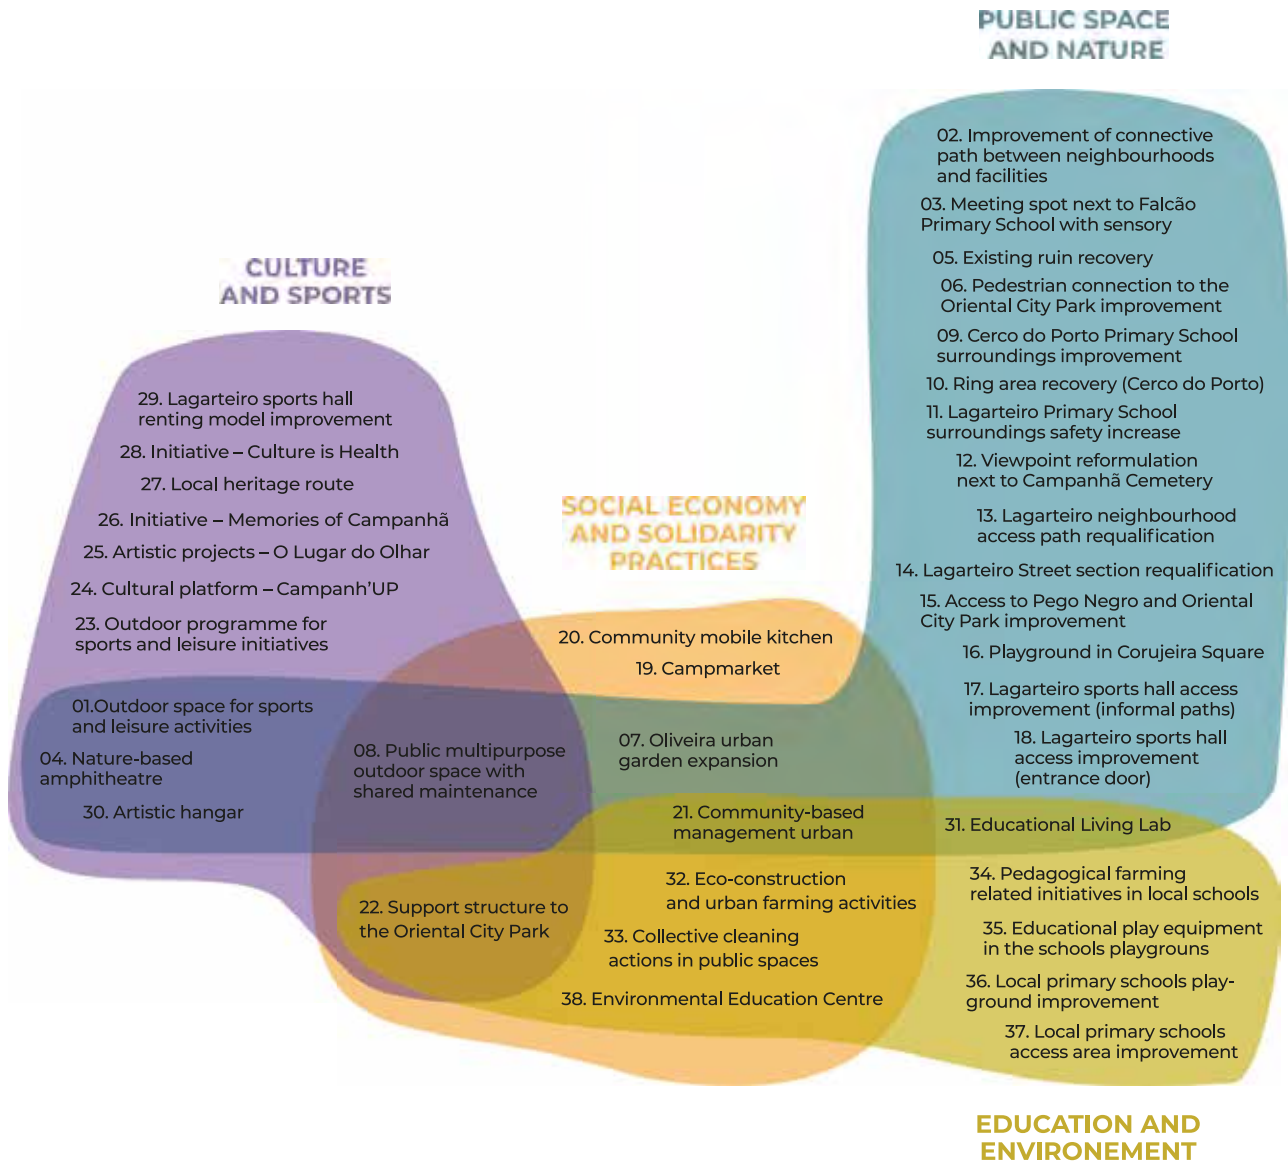 PUBLIC SPACE
AND NATURE
02. Improvement of connective
path between neighbourhoods
and facilities
03. Meeting spot next to Falcão
Primary School with sensory
05. Existing ruin recovery
06. Pedestrian connection to the
Oriental City Park improvement
09. Cerco do Porto Primary School
surroundings improvement
10. Ring area recovery (Cerco do Porto)
11. Lagarteiro Primary School
surroundings safety increase
12. Viewpoint reformulation
next to Campanhã Cemetery
13. Lagarteiro neighbourhood
access path requalification
14. Lagarteiro Street section requalification
15. Access to Pego Negro and Oriental
City Park improvement
16. Playground in Corujeira Square
17. Lagarteiro sports hall access
improvement (informal paths)
18. Lagarteiro sports hall
access improvement
(entrance door)
CULTURE
AND SPORTS
29. Lagarteiro sports hall
renting model improvement
28. Initiative – Culture is Health
27. Local heritage route
26. Initiative – Memories of Campanhã
25. Artistic projects – O Lugar do Olhar
24. Cultural platform – Campanh'UP
23. Outdoor programme for
sports and leisure initiatives
01.Outdoor space for sports
and leisure activities
04. Nature-based
amphitheatre
30. Artistic hangar
SOCIAL ECONOMY
AND SOLIDARITY
PRACTICES
20. Community mobile kitchen
19. Campmarket
08. Public multipurpose
outdoor space with
shared maintenance
07. Oliveira urban
garden expansion
21. Community-based
management urban
31. Educational Living Lab
22. Support structure to
the Oriental City Park
32. Eco-construction
and urban farming activities
33. Collective cleaning
actions in public spaces
38. Environmental Education Centre
34. Pedagogical farming
related initiatives in local schools
35. Educational play equipment
in the schools playgrouns
36. Local primary schools play-
ground improvement
37. Local primary schools
access area improvement
EDUCATION AND
ENVIRONEMENT